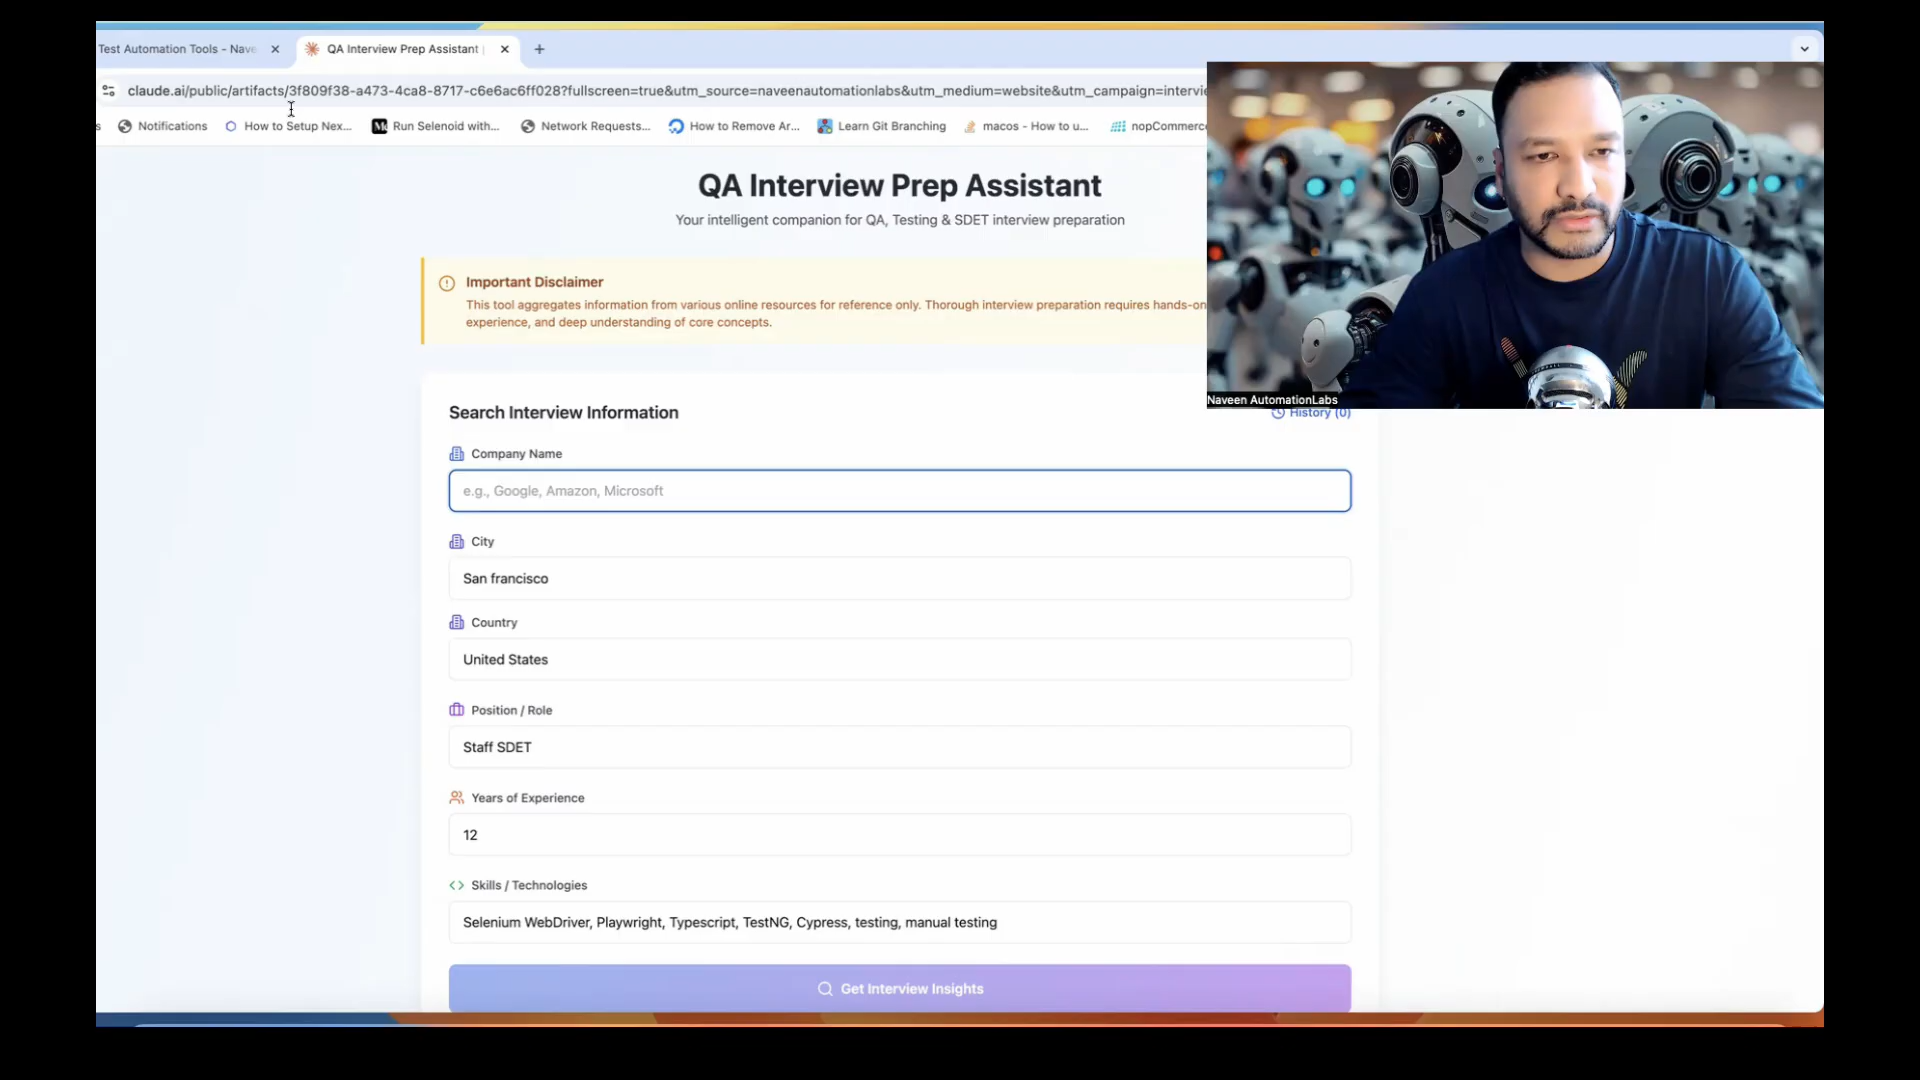 Test Automation Tools - Nave
QA Interview Prep Assistant
claude.ai/public/artifacts/3f809f38-a473-4ca8-8717-c6e6ac6ff028?fullscreen=true&utm_source=naveenautomationlabs&utm_medium=website&utm_campaign=intervie
s
Notifications
How to Setup Nex...
Run Selenoid with...
Network Requests...
How to Remove Ar...
Learn Git Branching
macos - How to u...
nopCommerce
QA Interview Prep Assistant
Your intelligent companion for QA, Testing & SDET interview preparation
Important Disclaimer
This tool aggregates information from various online resources for reference only. Thorough interview preparation requires hands-on
experience, and deep understanding of core concepts.
Naveen AutomationLabs
Search Interview Information
History (0)
Company Name
e.g., Google, Amazon, Microsoft
City
San francisco
Country
United States
Position / Role
Staff SDET
Years of Experience
12
Skills / Technologies
Selenium WebDriver, Playwright, Typescript, TestNG, Cypress, testing, manual testing
Get Interview Insights